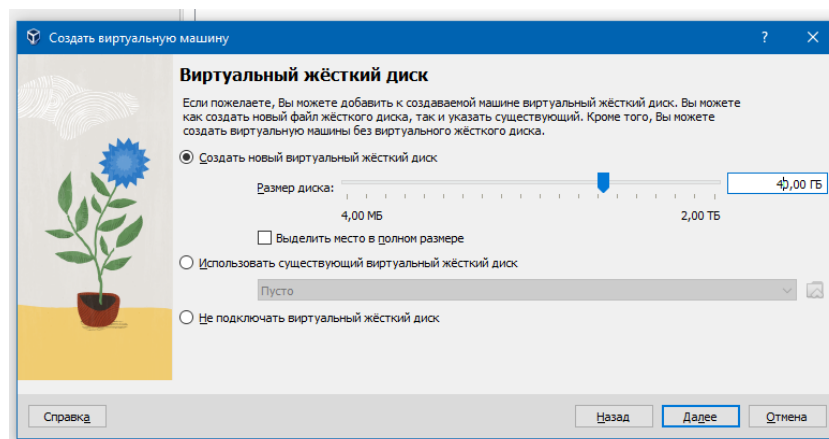 Создать виртуальную машину
Виртуальный жёсткий диск
Если пожелаете, Вы можете добавить к создаваемой машине виртуальный жёсткий диск. Вы можете
как создать новый файл жёсткого диска, так и указать существующий. Кроме того, Вы можете
создать виртуальную машины без виртуального жёсткого диска.
Создать новый виртуальный жёсткий диск
Размер диска:
40,00 ГБ
4,00 МБ
2,00 ТБ
Выделить место в полном размере
Использовать существующий виртуальный жёсткий диск
Пусто
Не подключать виртуальный жёсткий диск
Справка
Назад
Далее
Отмена